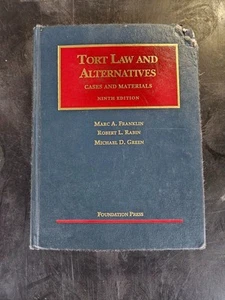 TORT LAW AND
ALTERNATIVES
CASES AND MATERIALS
NINTH EDITION
MARC A. FRANKLIN
ROBERT L. RABIN
MICHAEL D. GREEN
FOUNDATION PRESS